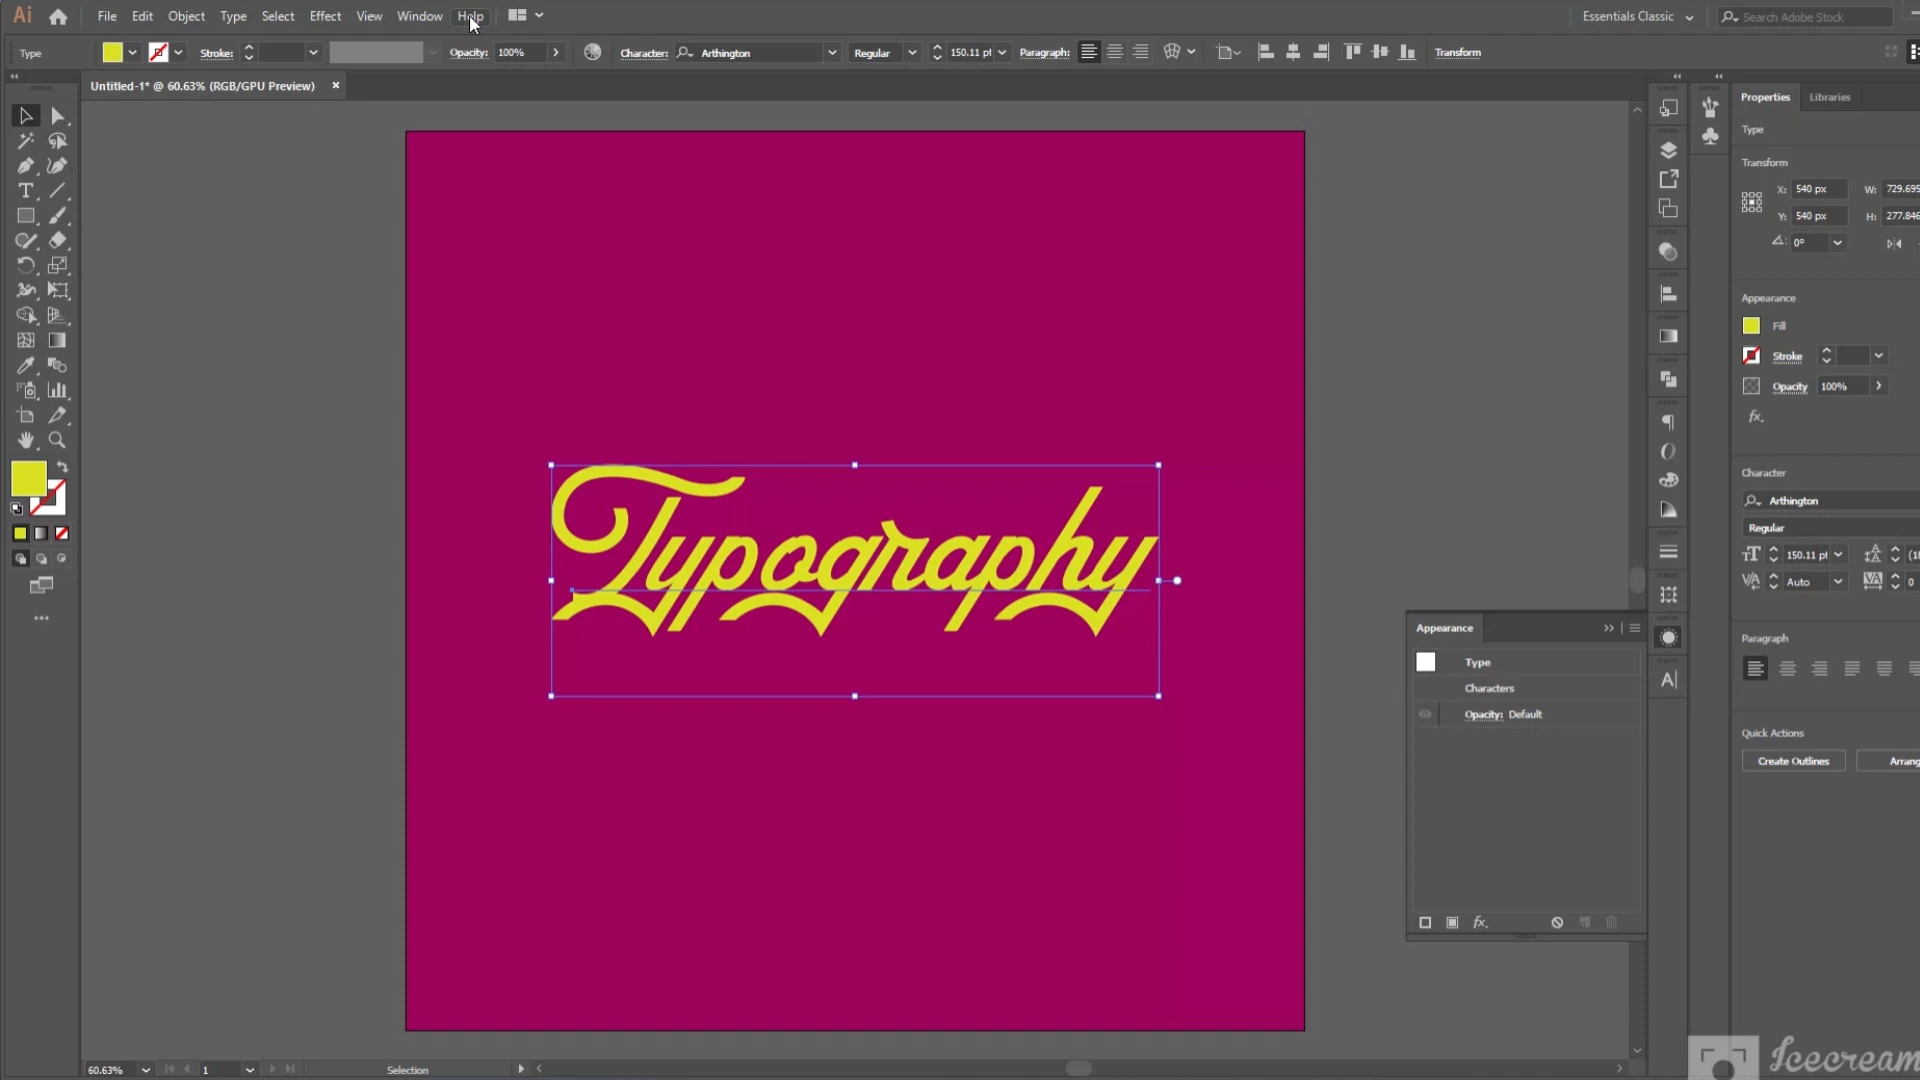 Ai File Edit Object Type Select Effect View Window Help Essentials Classic Search Adobe Stock
Type Stroke: Opacity: 100% Character: Arthington Regular 150.11 pt Paragraph: Transform
Untitled-1* @ 60.63% (RGB/GPU Preview) ×
Properties Libraries
Type
Transform
X: 540 px W: 729.695
Y: 540 px H: 277.846
0°
Appearance
Fill
Stroke
Opacity 100%
fx.
Character
Arthington
Regular
150.11 pt (18
Auto 0
Paragraph
Quick Actions
Create Outlines Arrang
Typography
Appearance
Type
Characters
Opacity: Default
fx.
60.63% 1 Selection
Icecream